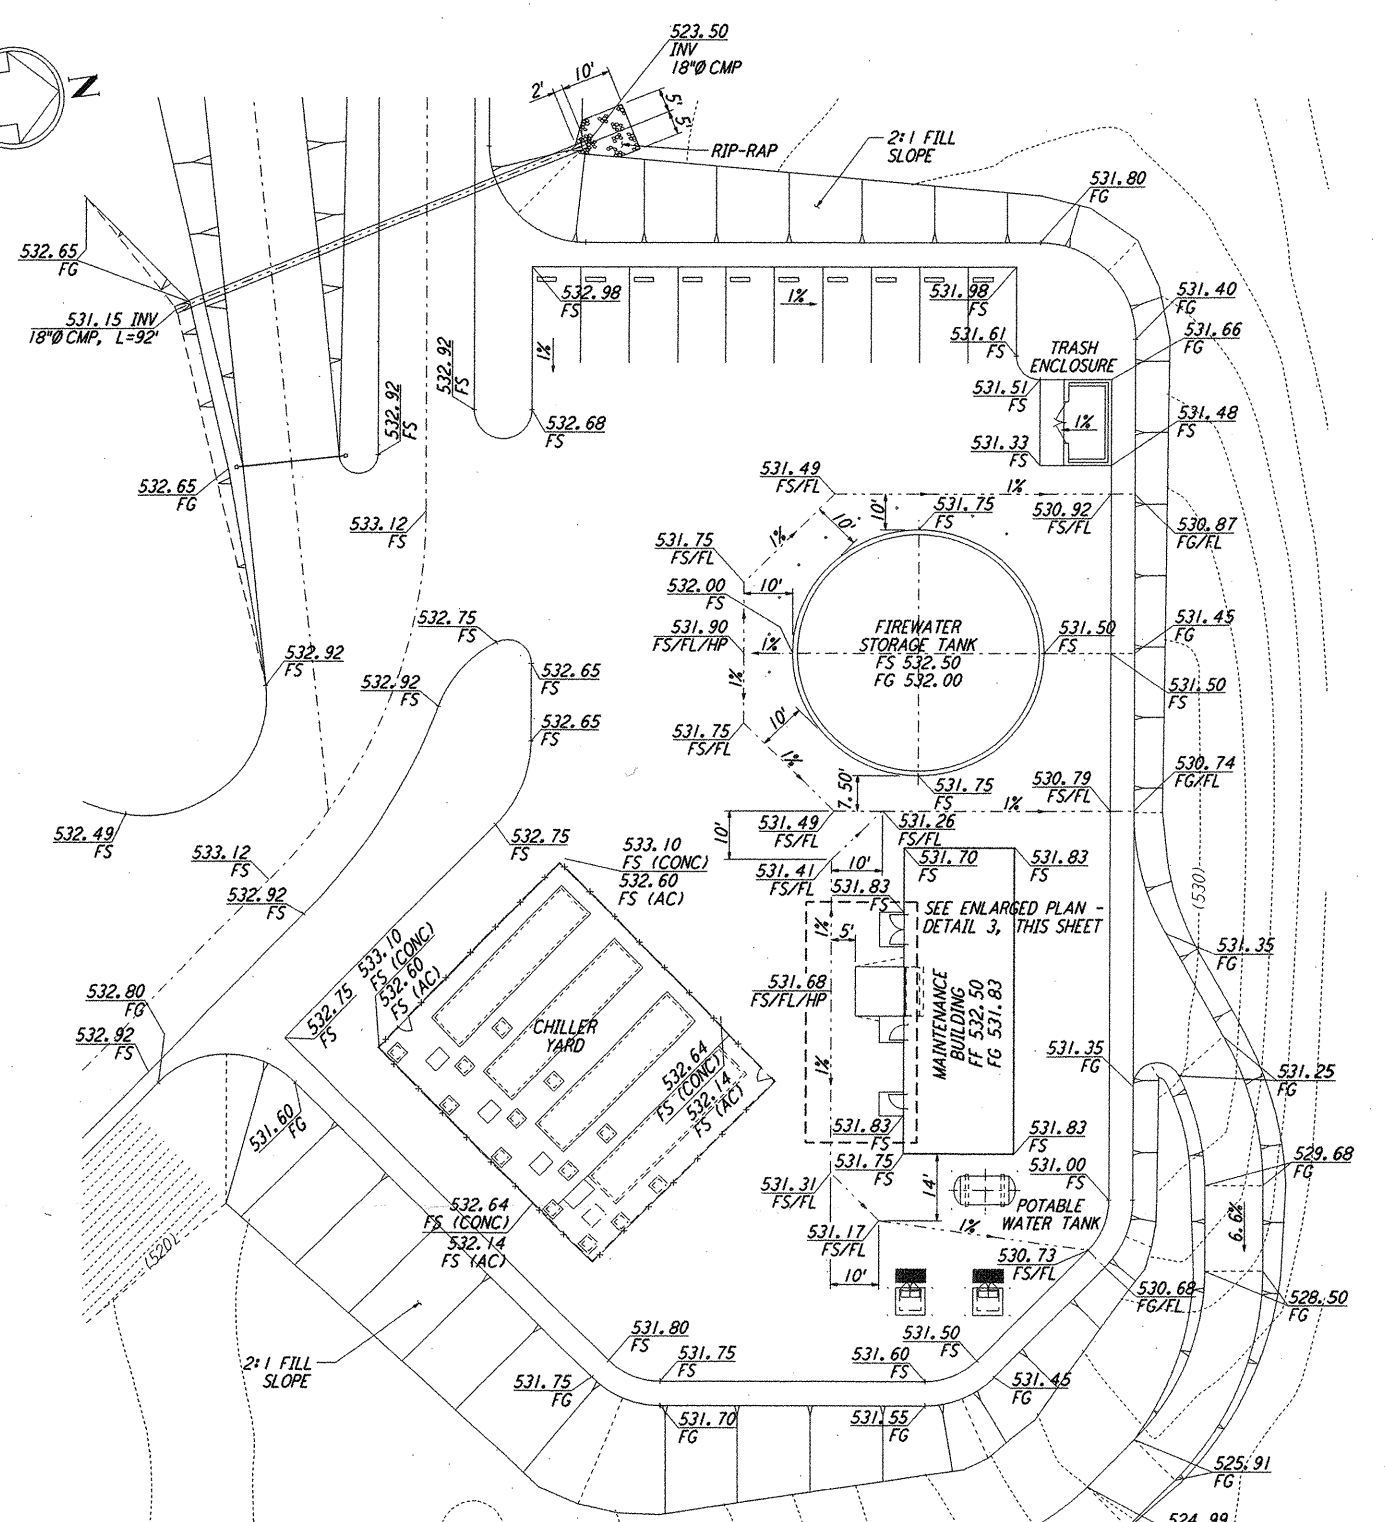 523.50
INV
18"Ø CMP
10'
2'
5'
5'
N
RIP-RAP
2:1 FILL
SLOPE
531.80
FG
532.65
FG
531.15 INV
18"Ø CMP, L=92'
532.98
FS
1%
531.98
FS
531.40
FG
531.66
FG
531.61
FS
TRASH
ENCLOSURE
1%
532.92
FS
532.92
FS
531.51
FS
532.68
FS
1%
531.48
FS
531.33
FS
532.65
FG
531.49
FS/FL
1%
533.12
FS
10'
10'
531.75
FS
530.92
FS/FL
530.87
FG/FL
1%
531.75
FS/FL
532.00
FS
10'
532.75
FS
531.90
FS/FL/HP
1%
FIREWATER
STORAGE TANK
FS 532.50
FG 532.00
531.50
FS
531.45
FG
532.92
FS
532.92
FS
532.65
FS
1%
531.50
FS
532.65
FS
531.75
FS/FL
10'
1%
7.50'
531.75
FS
530.79
FS/FL
530.74
FG/FL
1%
532.49
FS
533.12
FS
532.75
FS
533.10
FS (CONC)
532.60
FS (AC)
10'
531.49
FS/FL
531.26
FS/FL
10'
531.41
FS/FL
531.70
FS
531.83
FS
531.83
FS
532.92
FS
(530)
SEE ENLARGED PLAN -
DETAIL 3, THIS SHEET
1%
5'
533.10
FS (CONC)
532.60
FS (AC)
531.35
FG
532.80
FG
532.75
FS
531.68
FS/FL/HP
MAINTENANCE
BUILDING
FF 532.50
FG 531.83
532.92
FS
CHILLER
YARD
532.64
FS (CONC)
532.14
FS (AC)
1%
531.35
FG
531.25
FG
531.60
FG
531.83
FS
531.83
FS
531.75
FS
531.00
FS
529.68
FG
531.31
FS/FL
14'
POTABLE
WATER TANK
532.64
FS (CONC)
532.14
FS (AC)
531.17
FS/FL
1%
6.6%
(520)
10'
530.73
FS/FL
530.68
FG/FL
528.50
FG
531.80
FS
531.50
FS
2:1 FILL
SLOPE
531.75
FS
531.60
FS
531.75
FG
531.45
FG
531.70
FG
531.55
FG
525.91
FG
524.99